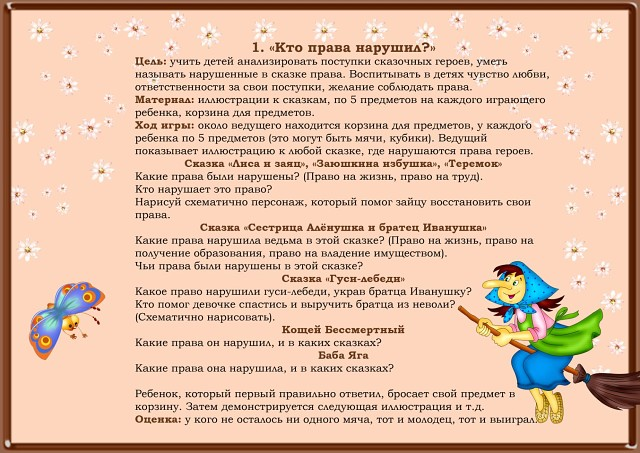 1. «Кто права нарушил?»
Цель: учить детей анализировать поступки сказочных героев, уметь
называть нарушенные в сказке права. Воспитывать в детях чувство любви,
ответственности за свои поступки, желание соблюдать права.
Материал: иллюстрации к сказкам, по 5 предметов на каждого играющего
ребенка, корзина для предметов.
Ход игры: около ведущего находится корзина для предметов, у каждого
ребенка по 5 предметов (это могут быть мячи, кубики). Ведущий
показывает иллюстрацию к любой сказке, где нарушаются права героев.
Сказка «Лиса и заяц», «Заюшкина избушка», «Теремок»
Какие права были нарушены? (Право на жизнь, право на труд).
Кто нарушает это право?
Нарисуй схематично персонаж, который помог зайцу восстановить свои
права.
Сказка «Сестрица Алёнушка и братец Иванушка»
Какие права нарушила ведьма в этой сказке? (Право на жизнь, право на
получение образования, право на владение имуществом).
Чьи права были нарушены в этой сказке?
Сказка «Гуси-лебеди»
Какое право нарушили гуси-лебеди, украв братца Иванушку?
Кто помог девочке спастись и выручить братца из неволи?
(Схематично нарисовать).
Кощей Бессмертный
Какие права он нарушил, и в каких сказках?
Баба Яга
Какие права она нарушила, и в каких сказках?
Ребенок, который первый правильно ответил, бросает свой предмет в
корзину. Затем демонстрируется следующая иллюстрация и т.д.
Оценка: у кого не осталось ни одного мяча, тот и молодец, тот и выиграл.